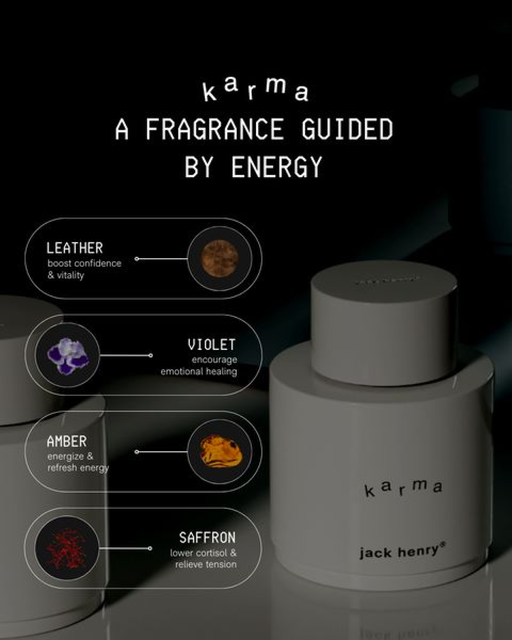 karma
A FRAGRANCE GUIDED
BY ENERGY
LEATHER
boost confidence
& vitality
VIOLET
encourage
emotional healing
AMBER
energize &
refresh energy
SAFFRON
lower cortisol &
relieve tension
karma
jack henry®